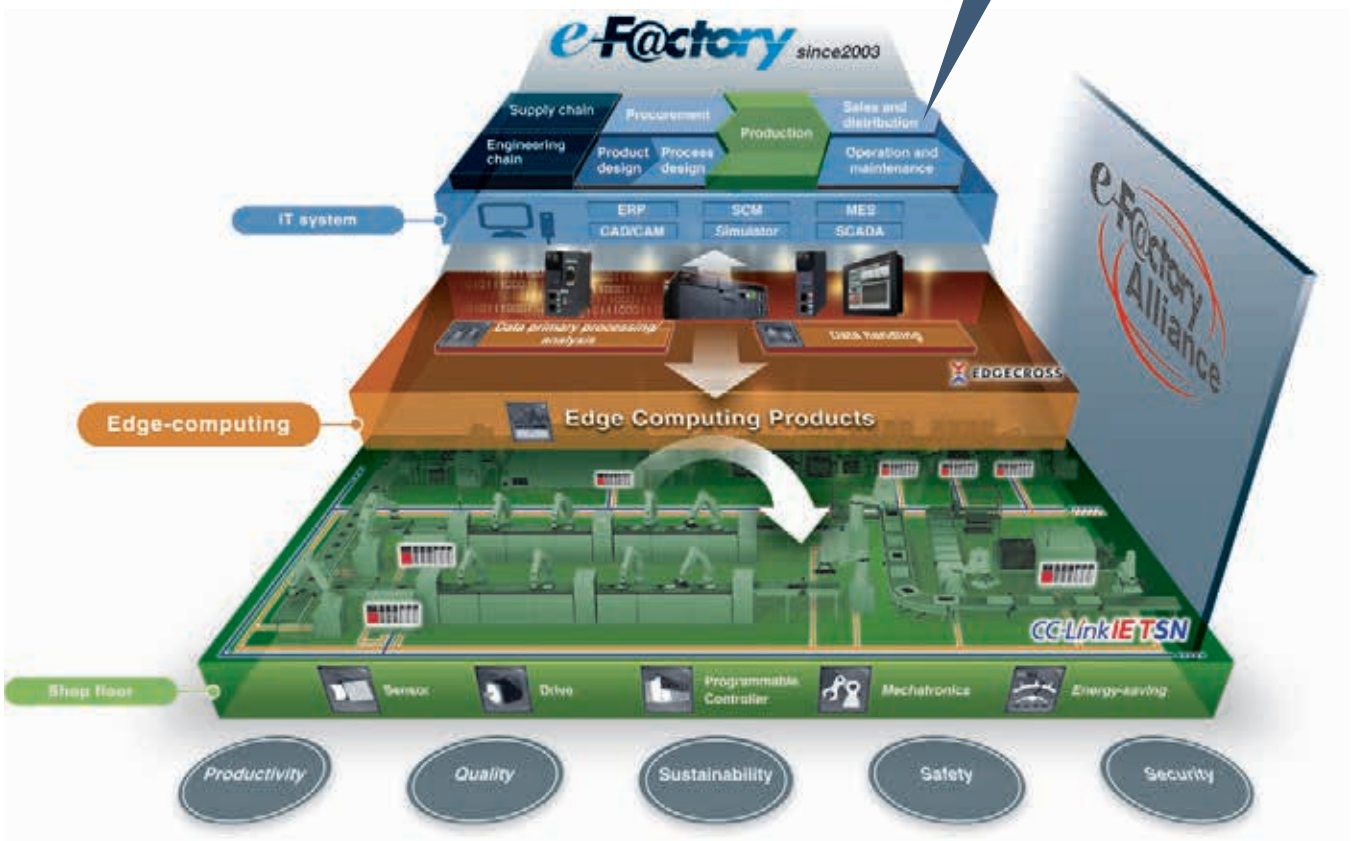 e-F@ctory since2003
Supply chain
Procurement
Production
Sales and
distribution
Engineering
chain
Product
design
Process
design
Operation and
maintenance
IT system
ERP
SCM
MES
CAD/CAM
Simulator
SCADA
Data primary processing/
analysis
Data handling
EDGECROSS
Edge-computing
Edge Computing Products
e-F@ctory
Alliance
CC-Link IE TSN
Shop floor
Sensor
Drive
Programmable
Controller
Mechatronics
Energy-saving
Productivity
Quality
Sustainability
Safety
Security